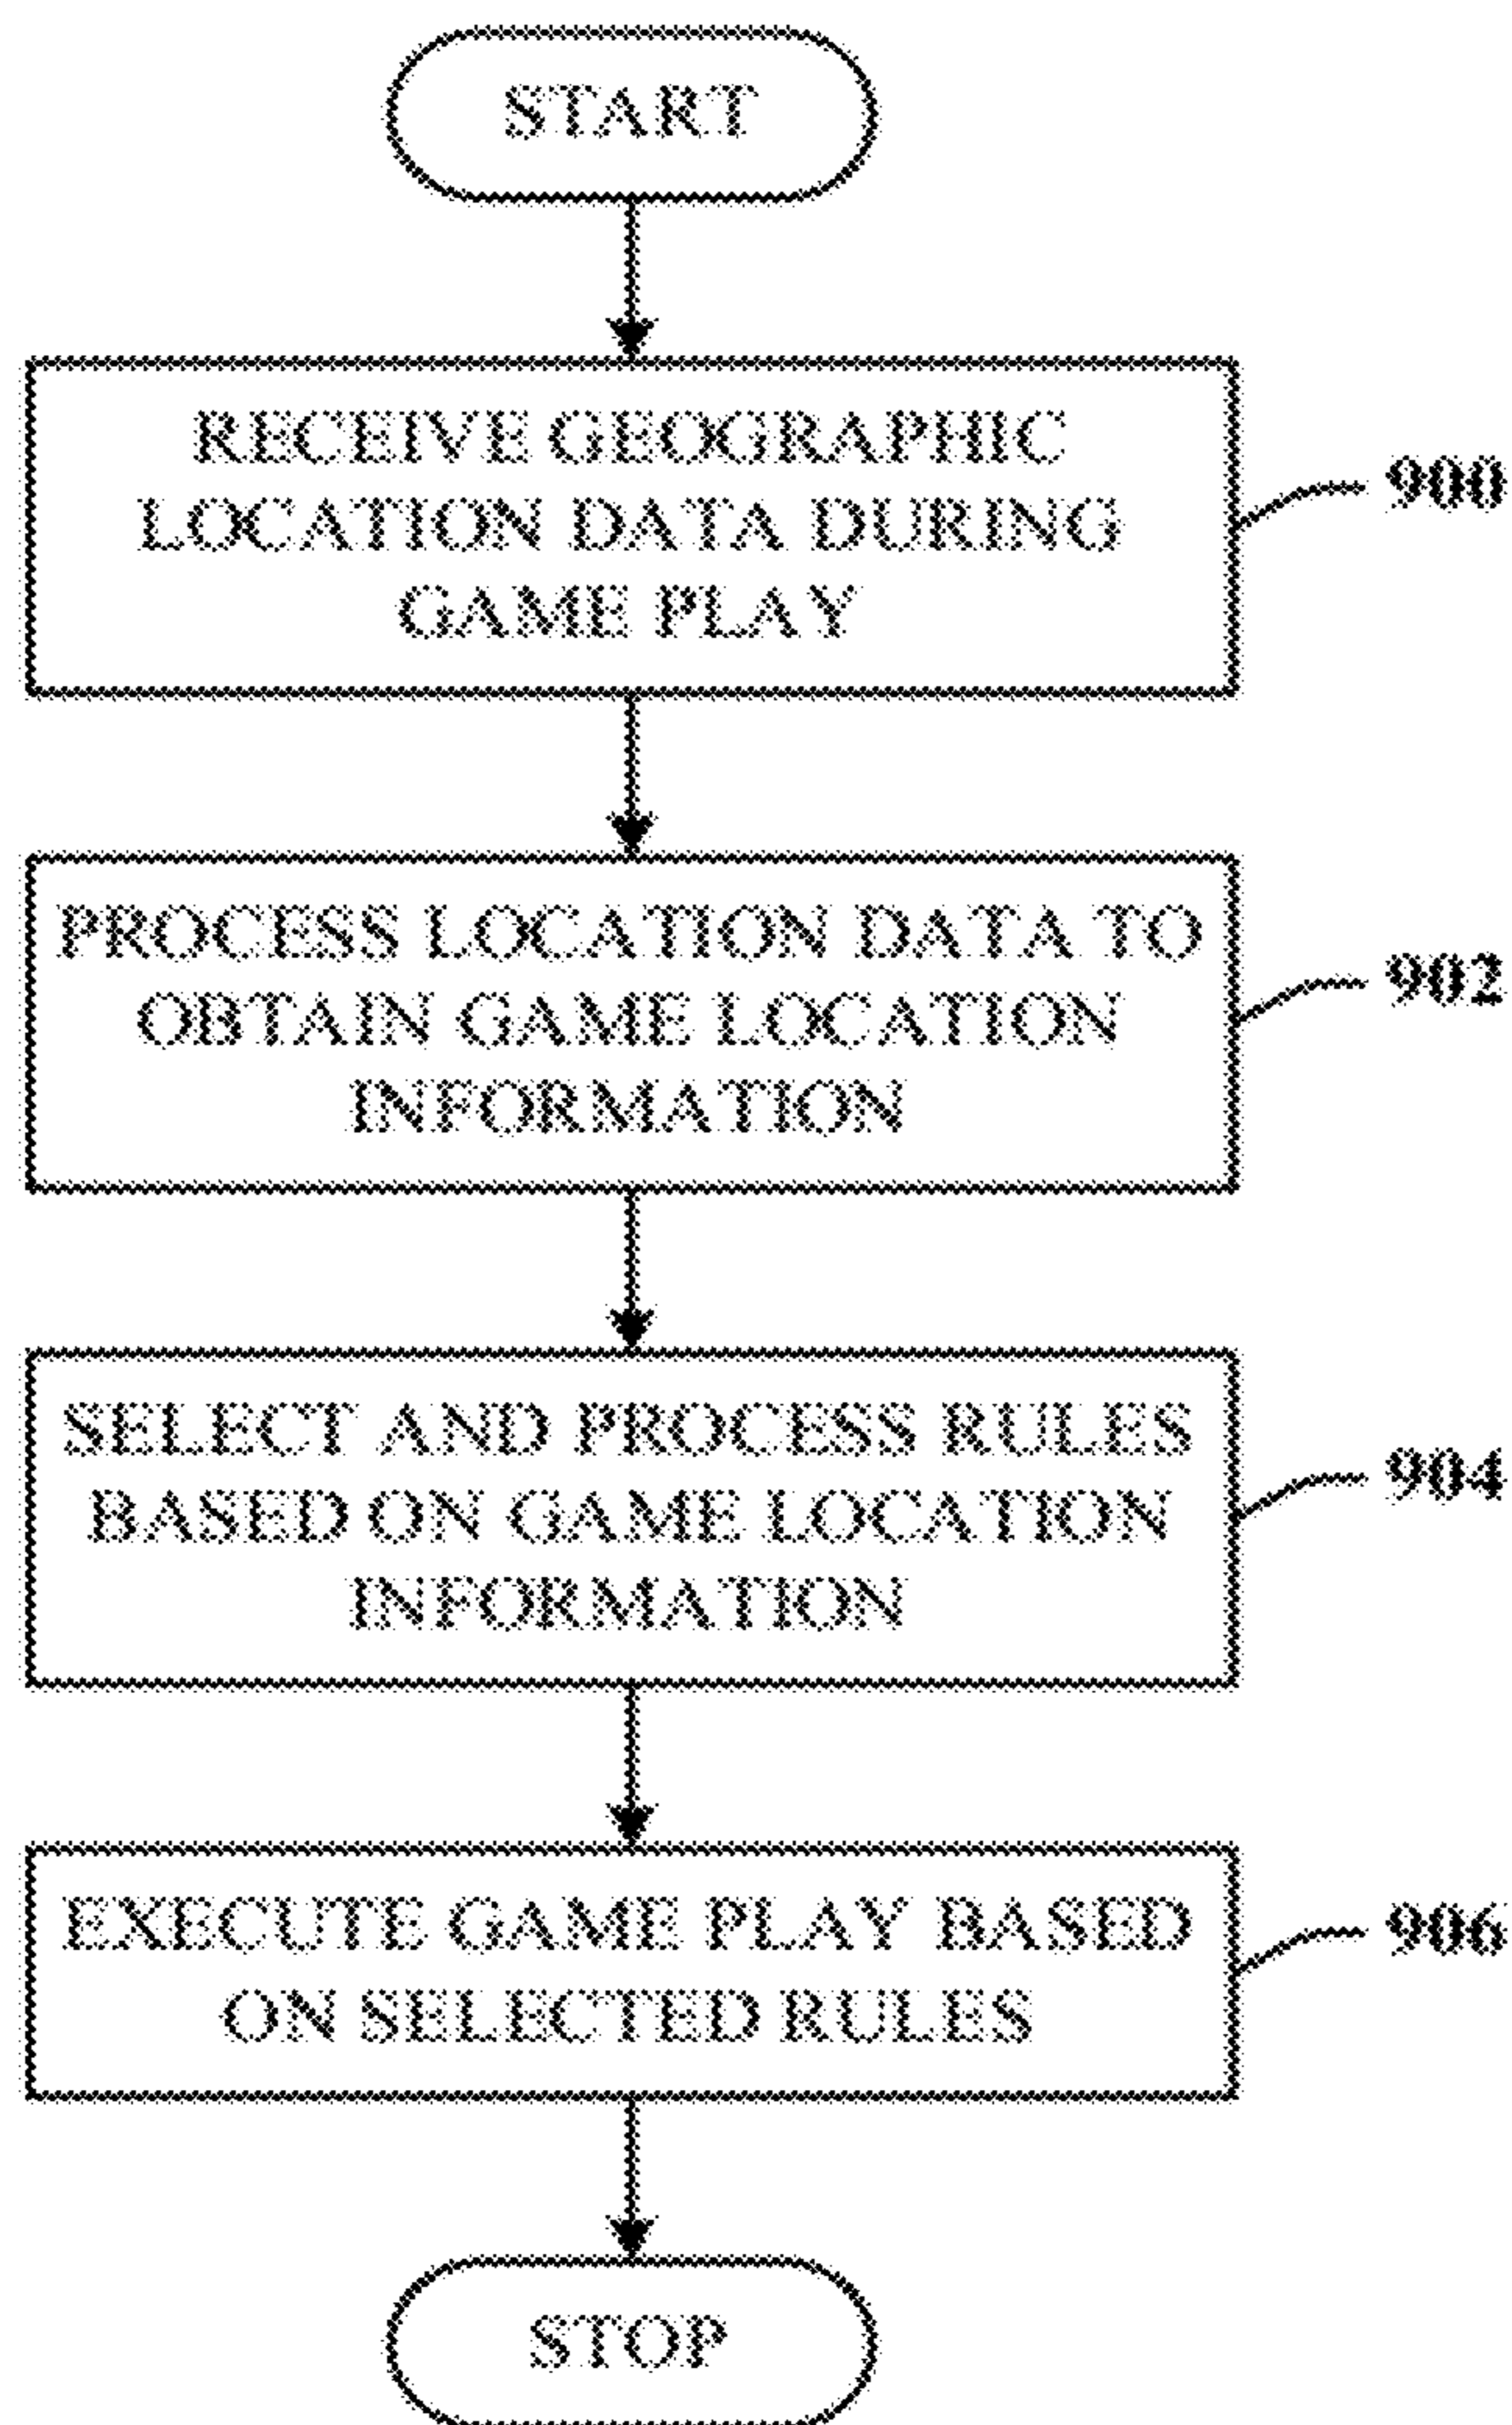 START
RECEIVE GEOGRAPHIC
LOCATION DATA DURING
GAME PLAY
900
PROCESS LOCATION DATA TO
OBTAIN GAME LOCATION
INFORMATION
902
SELECT AND PROCESS RULES
BASED ON GAME LOCATION
INFORMATION
904
EXECUTE GAME PLAY BASED
ON SELECTED RULES
906
STOP